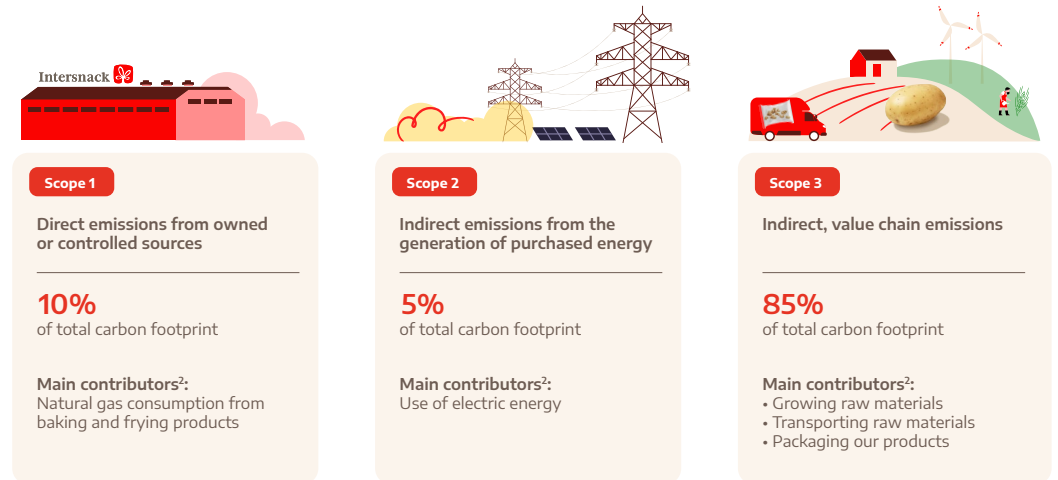 Intersnack
Scope 1
Direct emissions from owned
or controlled sources
10%
of total carbon footprint
Main contributors²:
Natural gas consumption from
baking and frying products
Scope 2
Indirect emissions from the
generation of purchased energy
5%
of total carbon footprint
Main contributors²:
Use of electric energy
Scope 3
Indirect, value chain emissions
85%
of total carbon footprint
Main contributors²:
• Growing raw materials
• Transporting raw materials
• Packaging our products